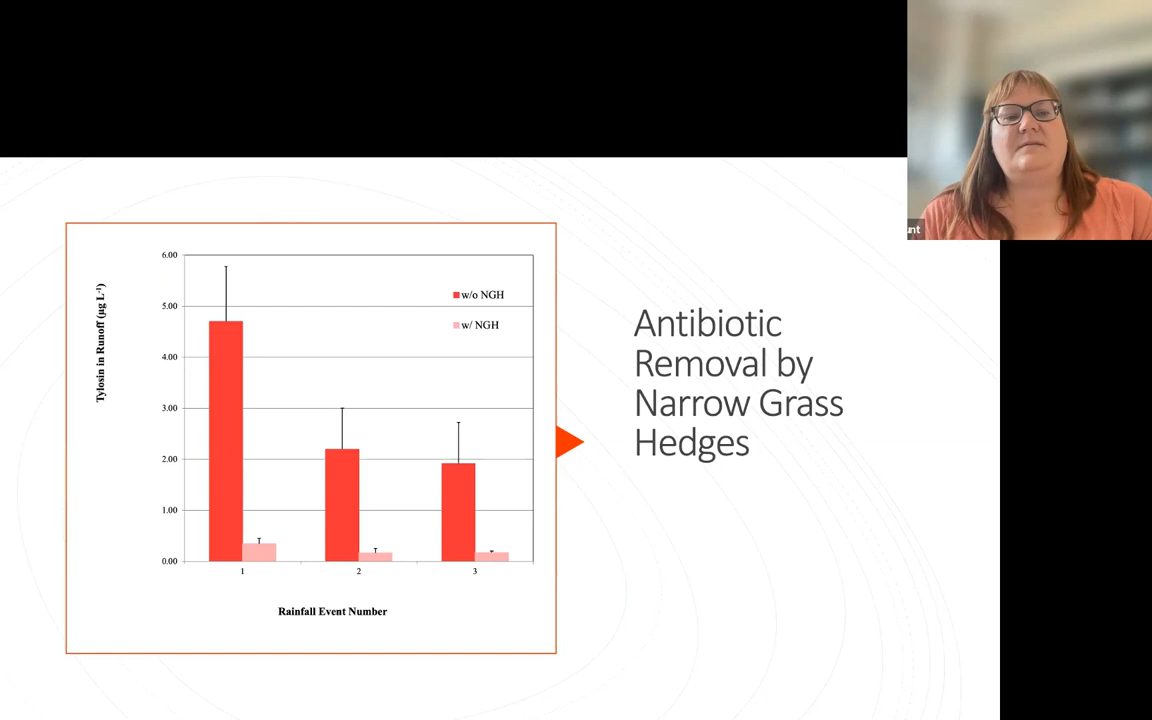 unt
6.00
5.00
4.00
3.00
2.00
1.00
0.00
Tylosin in Runoff (µg L⁻¹)
w/o NGH
w/ NGH
1 2 3
Rainfall Event Number
Antibiotic
Removal by
Narrow Grass
Hedges